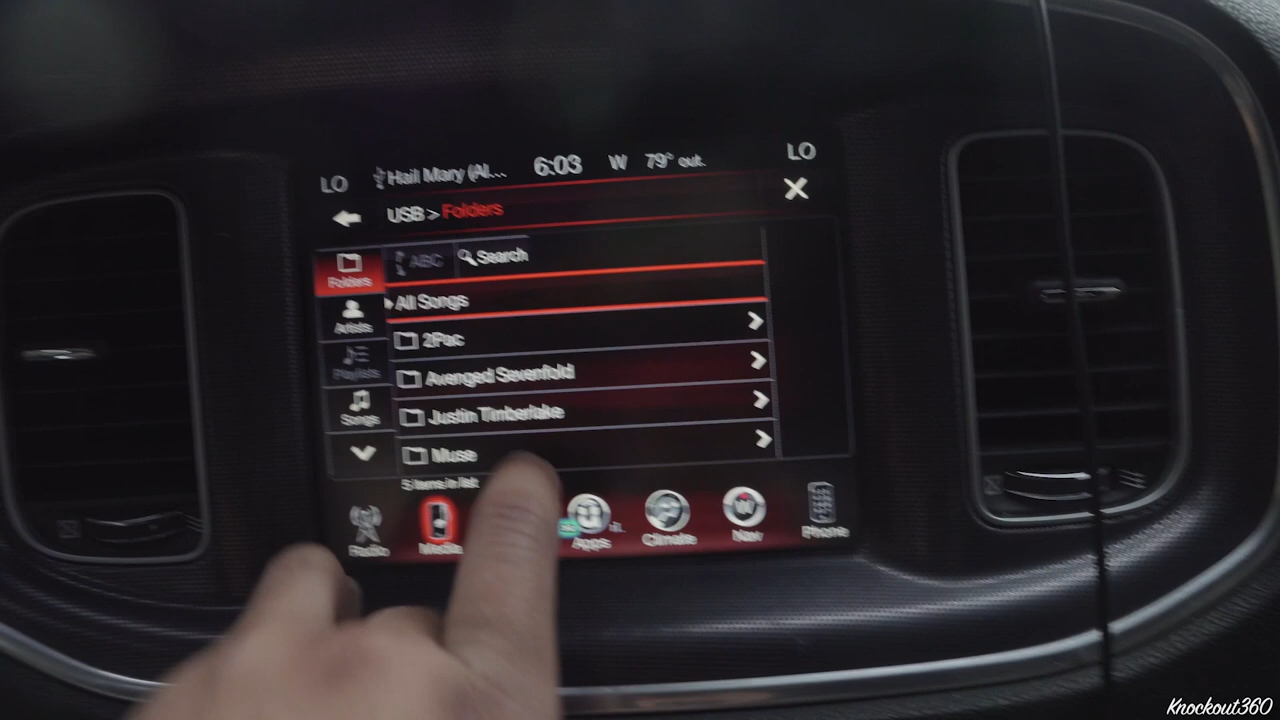 LO Hail Mary (Al... 6:03 W 79° out. LO
USB > Folders
Folders
ABC Search
All Songs
Artists
2Pac
Playlists
Avenged Sevenfold
Songs
Justin Timberlake
Muse
5 items in list
Radio Media Apps Climate Nav Phone
Knockout360